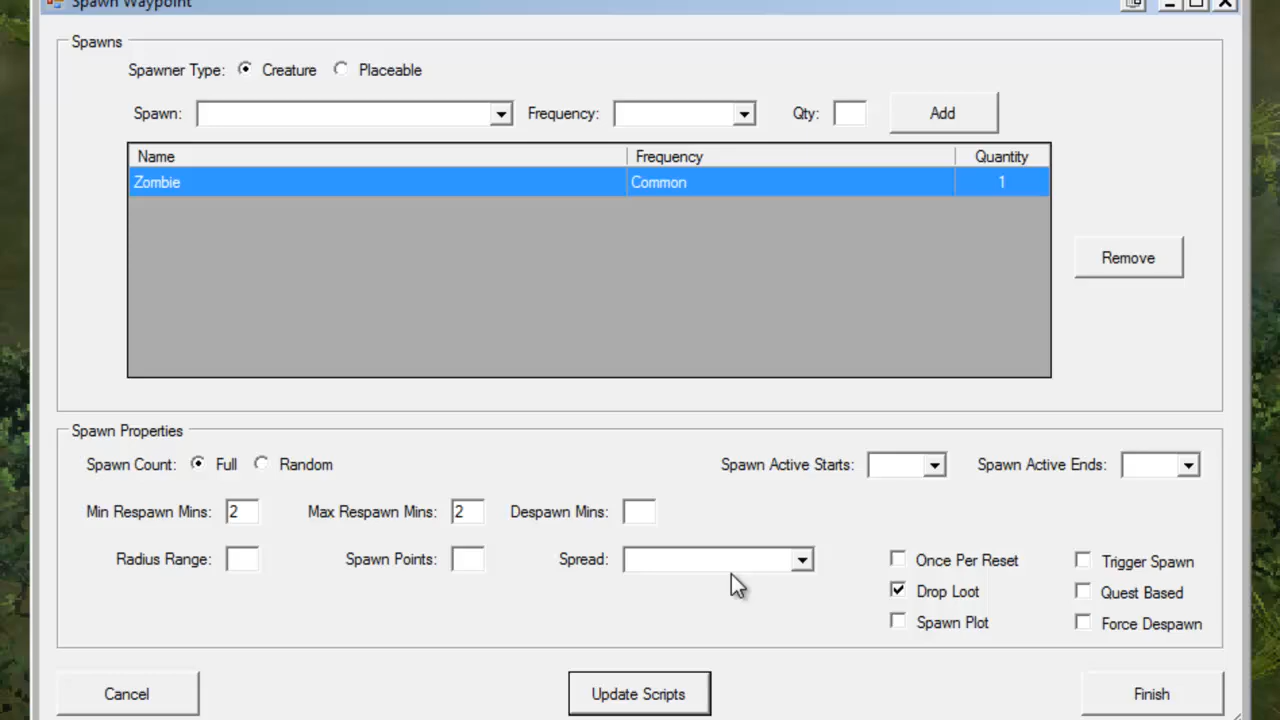 Spawn Waypoint
Spawns
Spawner Type: Creature Placeable
Spawn: Frequency: Qty: Add
Name Frequency Quantity
Zombie Common 1
Remove
Spawn Properties
Spawn Count: Full Random Spawn Active Starts: Spawn Active Ends:
Min Respawn Mins: 2 Max Respawn Mins: 2 Despawn Mins:
Radius Range: Spawn Points: Spread: Once Per Reset Trigger Spawn
Drop Loot Quest Based
Spawn Plot Force Despawn
Cancel Update Scripts Finish